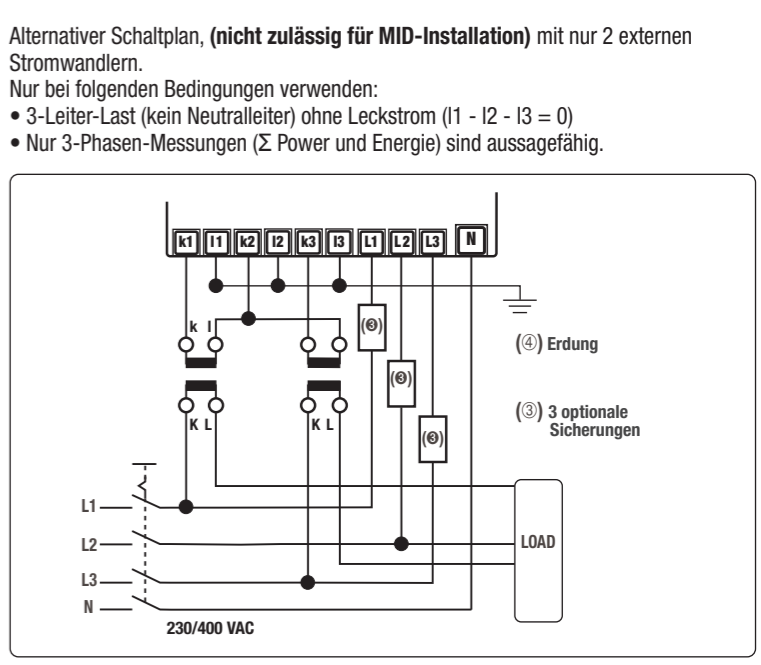 Alternativer Schaltplan, (nicht zulässig für MID-Installation) mit nur 2 externen
Stromwandlern.
Nur bei folgenden Bedingungen verwenden:
• 3-Leiter-Last (kein Neutralleiter) ohne Leckstrom (I1 - I2 - I3 = 0)
• Nur 3-Phasen-Messungen (Σ Power und Energie) sind aussagefähig.
k1 l1 k2 l2 k3 l3 L1 L2 L3 N
k l
(③)
(③)
(③)
(④) Erdung
(③) 3 optionale
Sicherungen
K L
K L
L1
L2
L3
N
LOAD
230/400 VAC